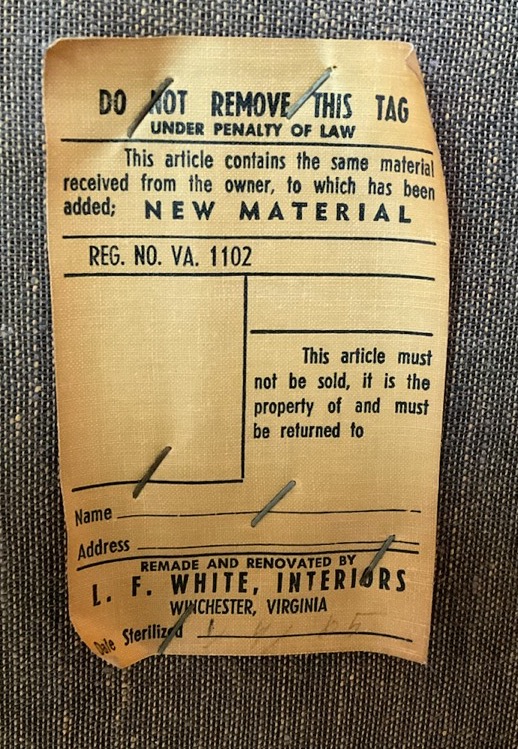 DO NOT REMOVE THIS TAG
UNDER PENALTY OF LAW
This article contains the same material
received from the owner, to which has been
added; NEW MATERIAL
REG. NO. VA. 1102
This article must
not be sold, it is the
property of and must
be returned to
Name
Address
REMADE AND RENOVATED BY
L. F. WHITE, INTERIORS
WINCHESTER, VIRGINIA
Date Sterilized